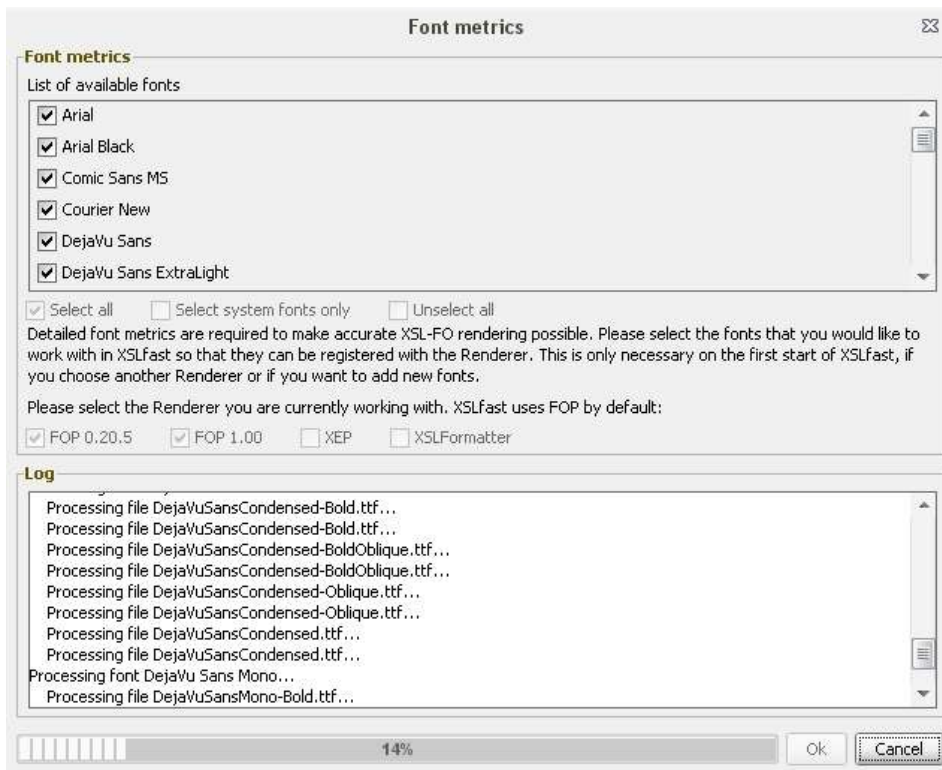 Font metrics
Font metrics
List of available fonts
Arial
Arial Black
Comic Sans MS
Courier New
DejaVu Sans
DejaVu Sans ExtraLight
Select all Select system fonts only Unselect all
Detailed font metrics are required to make accurate XSL-FO rendering possible. Please select the fonts that you would like to
work with in XSLfast so that they can be registered with the Renderer. This is only necessary on the first start of XSLfast, if
you choose another Renderer or if you want to add new fonts.
Please select the Renderer you are currently working with. XSLfast uses FOP by default:
FOP 0.20.5 FOP 1.00 XEP XSLFormatter
Log
Processing file DejaVuSansCondensed-Bold.ttf...
Processing file DejaVuSansCondensed-Bold.ttf...
Processing file DejaVuSansCondensed-BoldOblique.ttf...
Processing file DejaVuSansCondensed-BoldOblique.ttf...
Processing file DejaVuSansCondensed-Oblique.ttf...
Processing file DejaVuSansCondensed-Oblique.ttf...
Processing file DejaVuSansCondensed.ttf...
Processing file DejaVuSansCondensed.ttf...
Processing font DejaVu Sans Mono...
Processing file DejaVuSansMono-Bold.ttf...
14% Ok Cancel